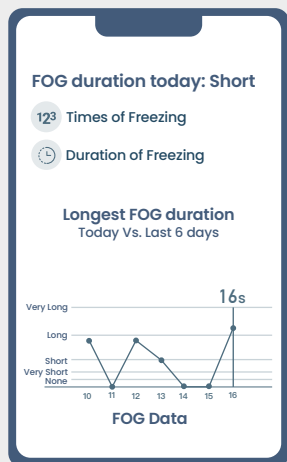 FOG duration today: Short
123 Times of Freezing
Duration of Freezing
Longest FOG duration
Today Vs. Last 6 days
16s
Very Long
Long
Short
Very Short
None
10 11 12 13 14 15 16
FOG Data